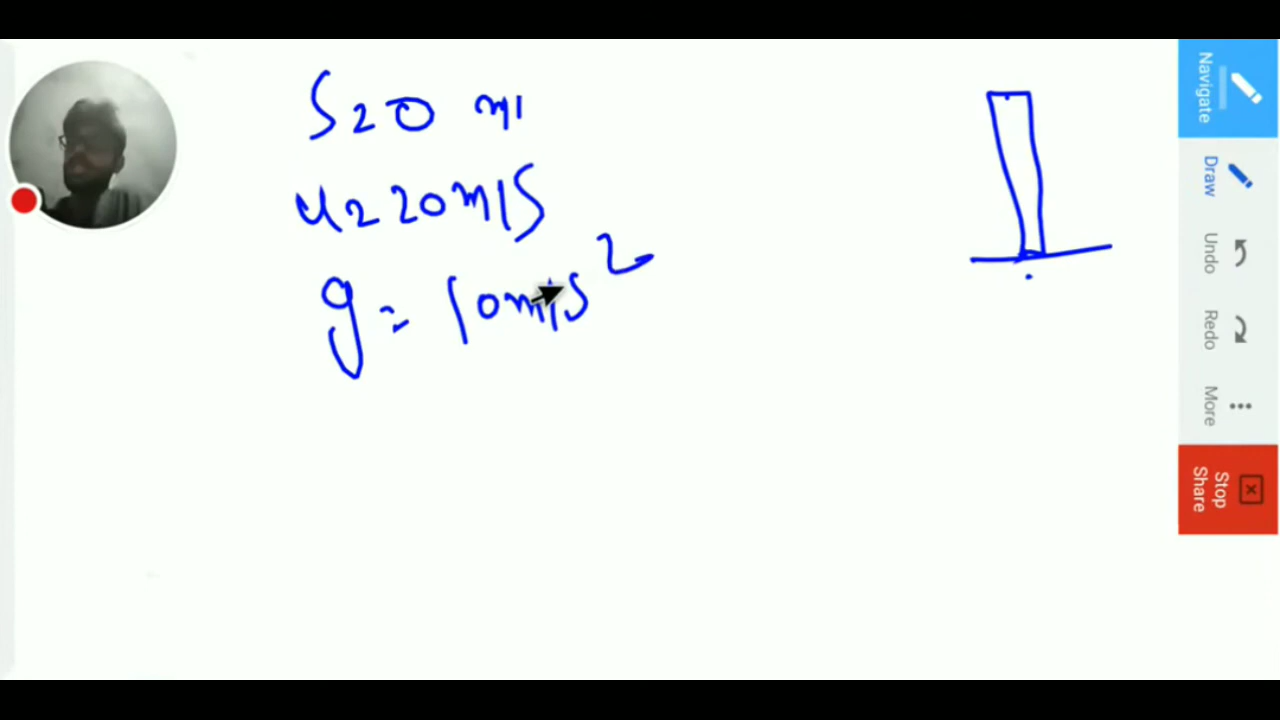 S = 0 m
u = 20 m/s
g = 10 m/s²
Navigate
Draw
Undo
Redo
More
Stop
Share